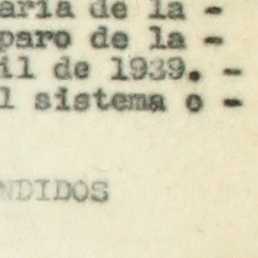 aria de la -
paro de la -
il de 1939. -
l sistema o -
NDIDOS